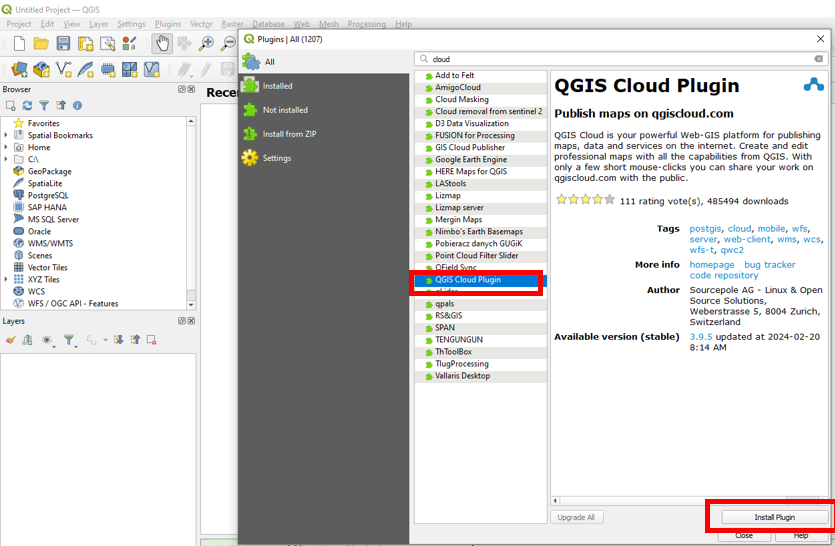 Untitled Project — QGIS
Project Edit View Layer Settings Plugins Vector Raster Database Web Mesh Processing Help
Browser
Favorites
Spatial Bookmarks
Home
C:\
GeoPackage
SpatiaLite
PostgreSQL
SAP HANA
MS SQL Server
Oracle
WMS/WMTS
Scenes
Vector Tiles
XYZ Tiles
WCS
WFS / OGC API - Features
Layers
Recen
Plugins | All (1207)
All
Installed
Not installed
Install from ZIP
Settings
cloud
Add to Felt
AmigoCloud
Cloud Masking
Cloud removal from sentinel 2
D3 Data Visualization
FUSION for Processing
GIS Cloud Publisher
Google Earth Engine
HERE Maps for QGIS
LAStools
Lizmap
Lizmap server
Mergin Maps
Nimbo's Earth Basemaps
Pobieracz danych GUGiK
Point Cloud Filter Slider
QField Sync
QGIS Cloud Plugin
qpals
RS&GIS
SPAN
TENGUNGUN
ThToolBox
TlugProcessing
Vallaris Desktop
QGIS Cloud Plugin
Publish maps on qgiscloud.com
QGIS Cloud is your powerful Web-GIS platform for publishing
maps, data and services on the internet. Create and edit
professional maps with all the capabilities from QGIS. With
only a few short mouse-clicks you can share your work on
qgiscloud.com with the public.
111 rating vote(s), 485494 downloads
Tags postgis, cloud, mobile, wfs,
server, web-client, wms, wcs,
wfs-t, qwc2
More info homepage bug tracker
code repository
Author Sourcepole AG - Linux & Open
Source Solutions,
Weberstrasse 5, 8004 Zurich,
Switzerland
Available version (stable) 3.9.5 updated at 2024-02-20
8:14 AM
Upgrade All
Install Plugin
Close Help